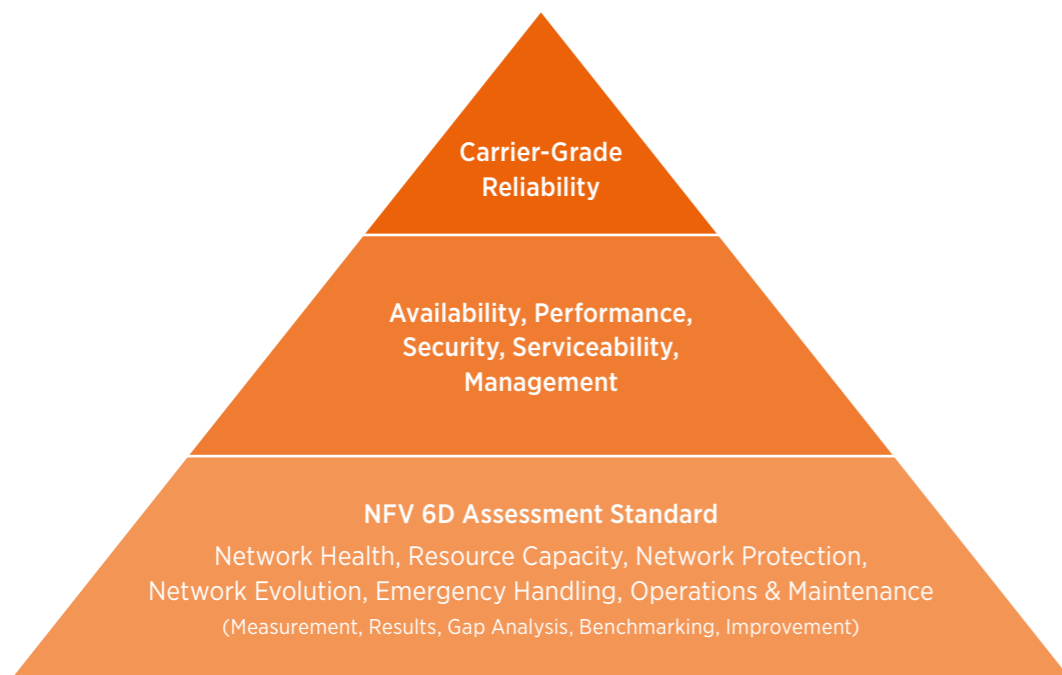 Carrier-Grade
Reliability
Availability, Performance,
Security, Serviceability,
Management
NFV 6D Assessment Standard
Network Health, Resource Capacity, Network Protection,
Network Evolution, Emergency Handling, Operations & Maintenance
(Measurement, Results, Gap Analysis, Benchmarking, Improvement)